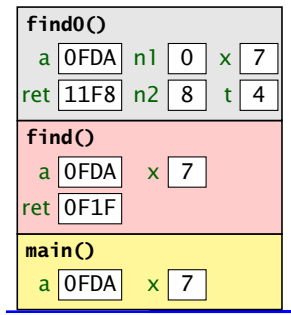 find0()
a 0FDA n1 0 x 7
ret 11F8 n2 8 t 4
find()
a 0FDA x 7
ret 0F1F
main()
a 0FDA x 7